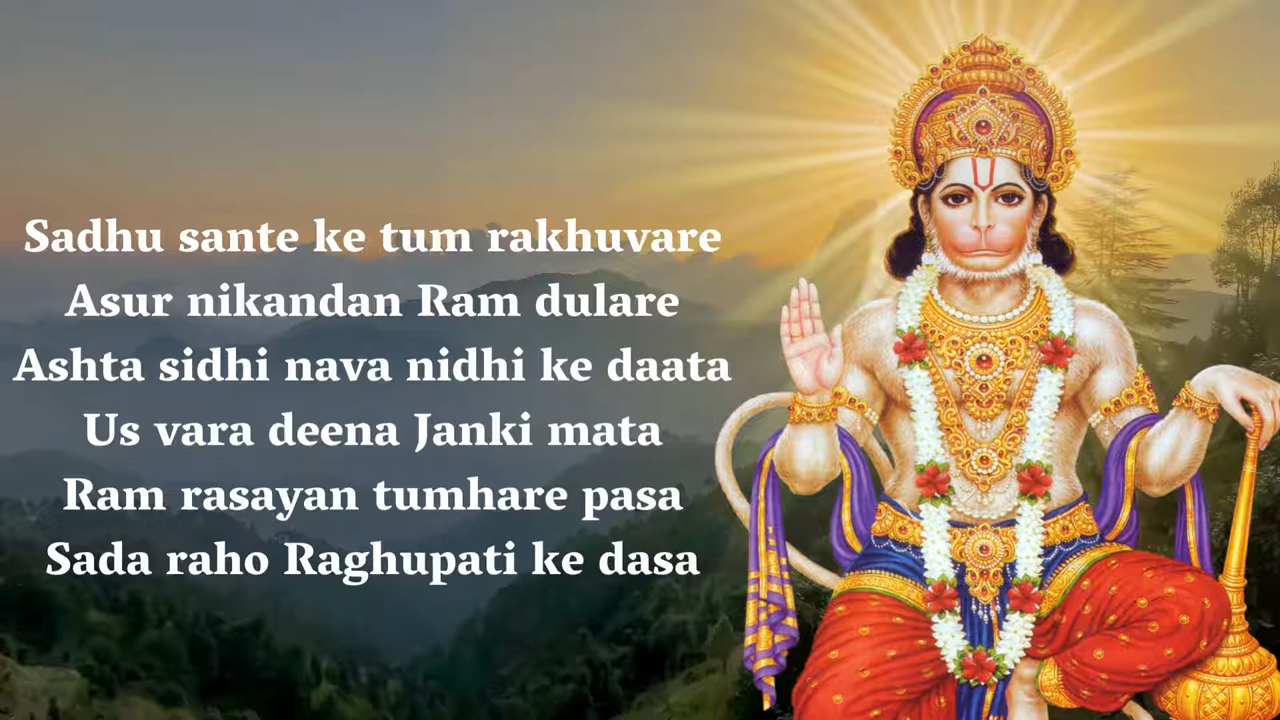 Sadhu sante ke tum rakhuvare
Asur nikandan Ram dulare
Ashta sidhi nava nidhi ke daata
Us vara deena Janki mata
Ram rasayan tumhare pasa
Sada raho Raghupati ke dasa